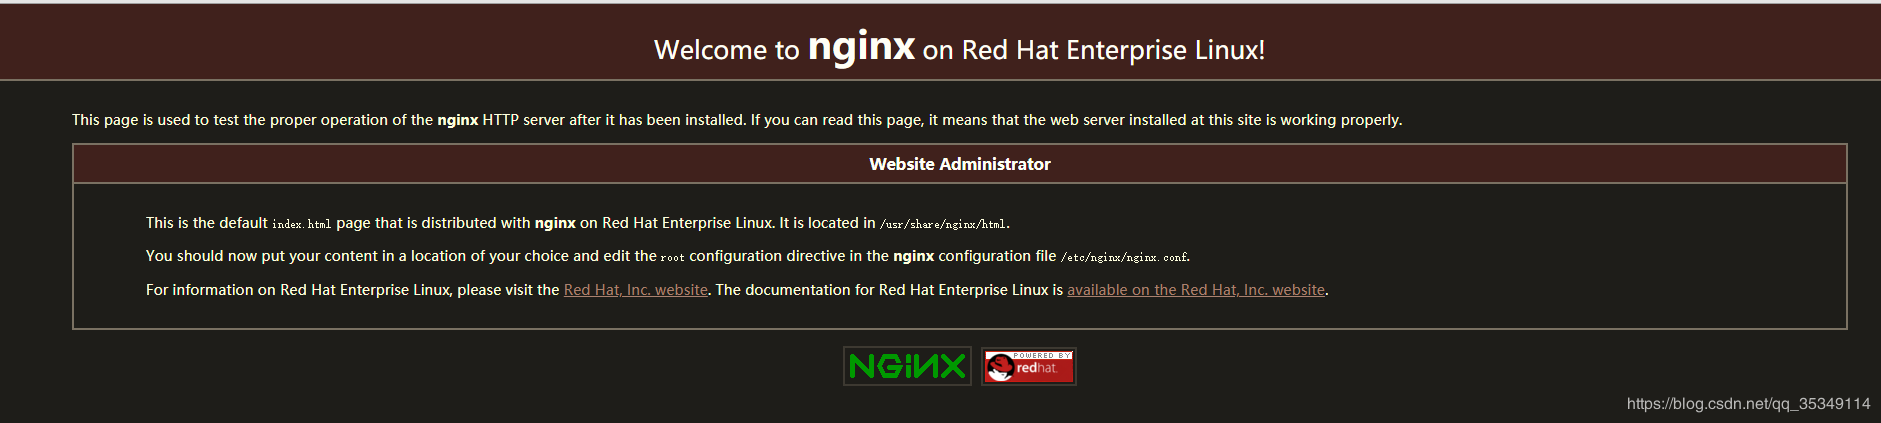 Welcome to nginx on Red Hat Enterprise Linux!
This page is used to test the proper operation of the nginx HTTP server after it has been installed. If you can read this page, it means that the web server installed at this site is working properly.
Website Administrator
This is the default index.html page that is distributed with nginx on Red Hat Enterprise Linux. It is located in /usr/share/nginx/html.
You should now put your content in a location of your choice and edit the root configuration directive in the nginx configuration file /etc/nginx/nginx.conf.
For information on Red Hat Enterprise Linux, please visit the Red Hat, Inc. website. The documentation for Red Hat Enterprise Linux is available on the Red Hat, Inc. website.
NGiNX
POWERED BY
redhat.
https://blog.csdn.net/qq_35349114